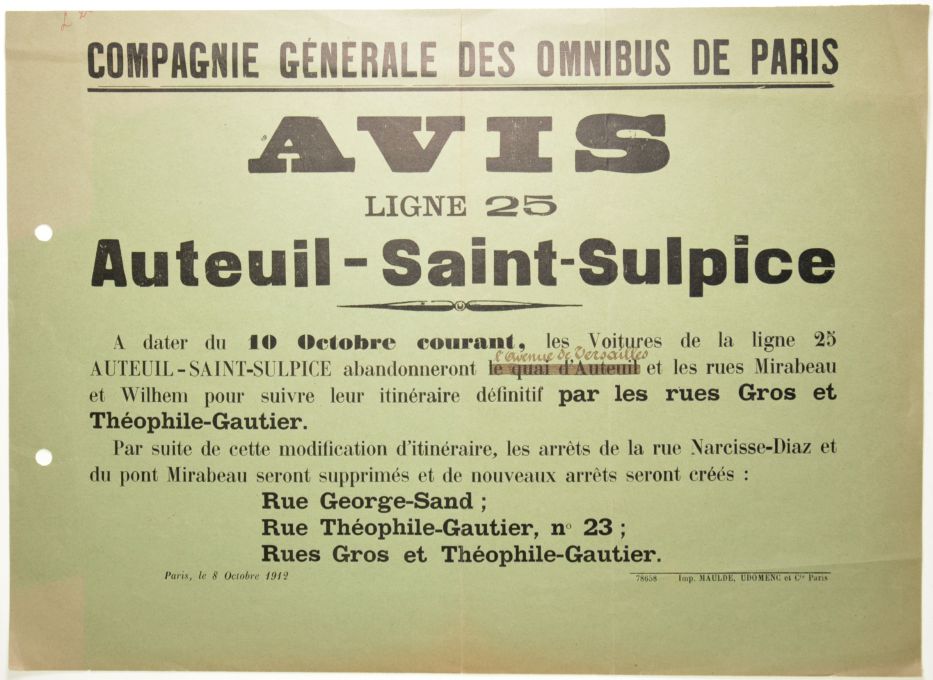 COMPAGNIE GÉNÉRALE DES OMNIBUS DE PARIS
AVIS
LIGNE 25
Auteuil - Saint-Sulpice
A dater du 10 Octobre courant, les Voitures de la ligne 25
l'avenue de Versailles
AUTEUIL-SAINT-SULPICE abandonneront le quai d'Auteuil et les rues Mirabeau
et Wilhem pour suivre leur itinéraire définitif par les rues Gros et
Théophile-Gautier.
Par suite de cette modification d'itinéraire, les arrêts de la rue Narcisse-Diaz et
du pont Mirabeau seront supprimés et de nouveaux arrêts seront créés :
Rue George-Sand ;
Rue Théophile-Gautier, no 23 ;
Rues Gros et Théophile-Gautier.
Paris, le 8 Octobre 1912
78658 Imp. MAULDE, UDOMENC et Cie Paris